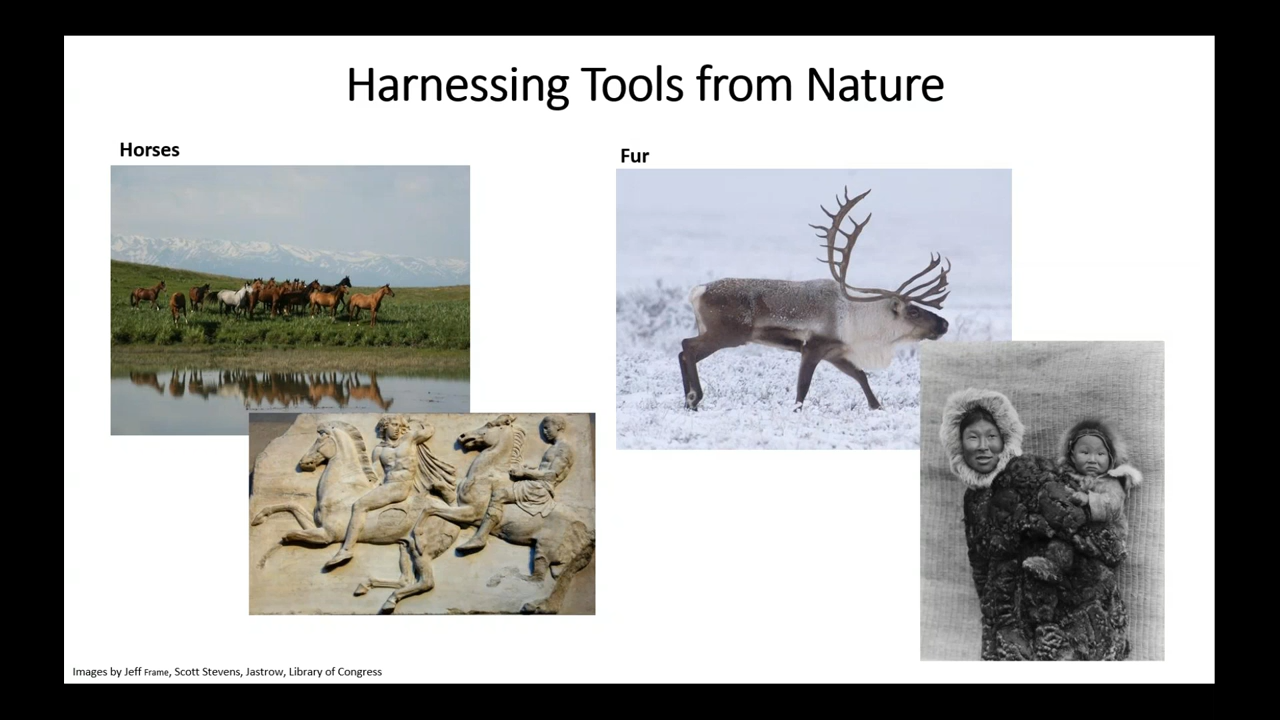 Harnessing Tools from Nature
Horses
Fur
Images by Jeff Frame, Scott Stevens, Jastrow, Library of Congress